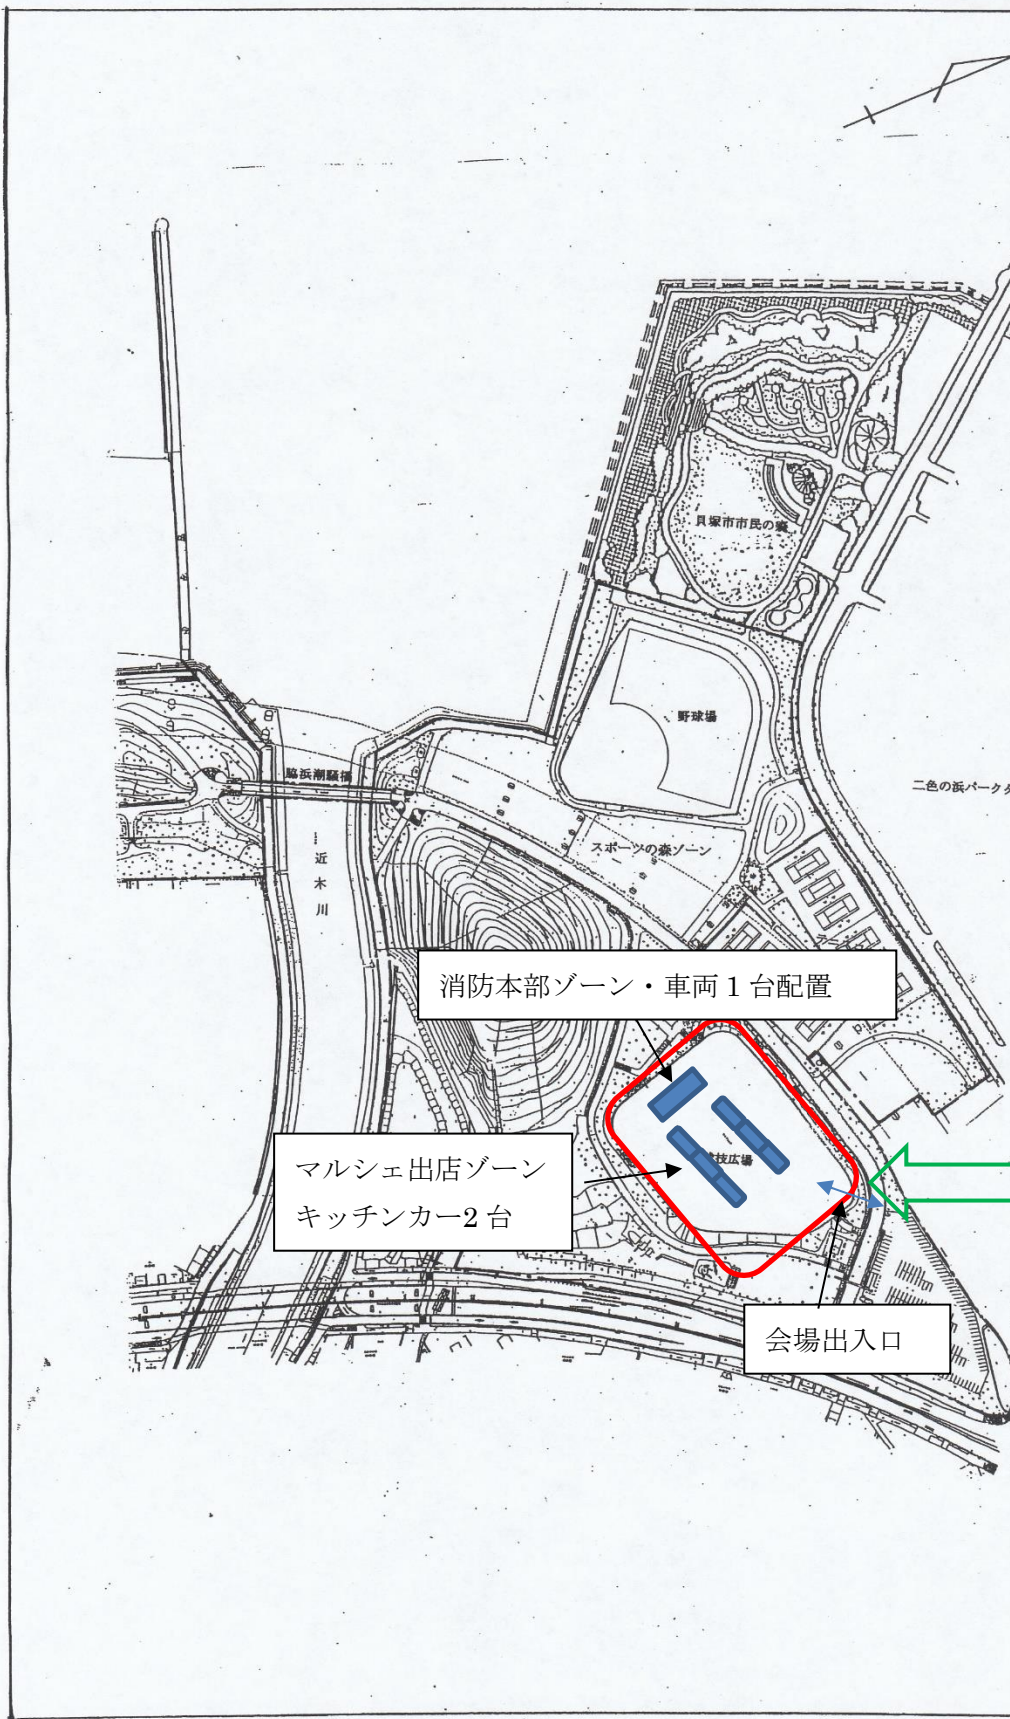 貝塚市市民の森
野球場
脇浜潮騒橋
二色の浜パーク
スポーツの森ゾーン
近木川
消防本部ゾーン・車両1台配置
マルシェ出店ゾーン
キッチンカー2台
技広場
会場出入口